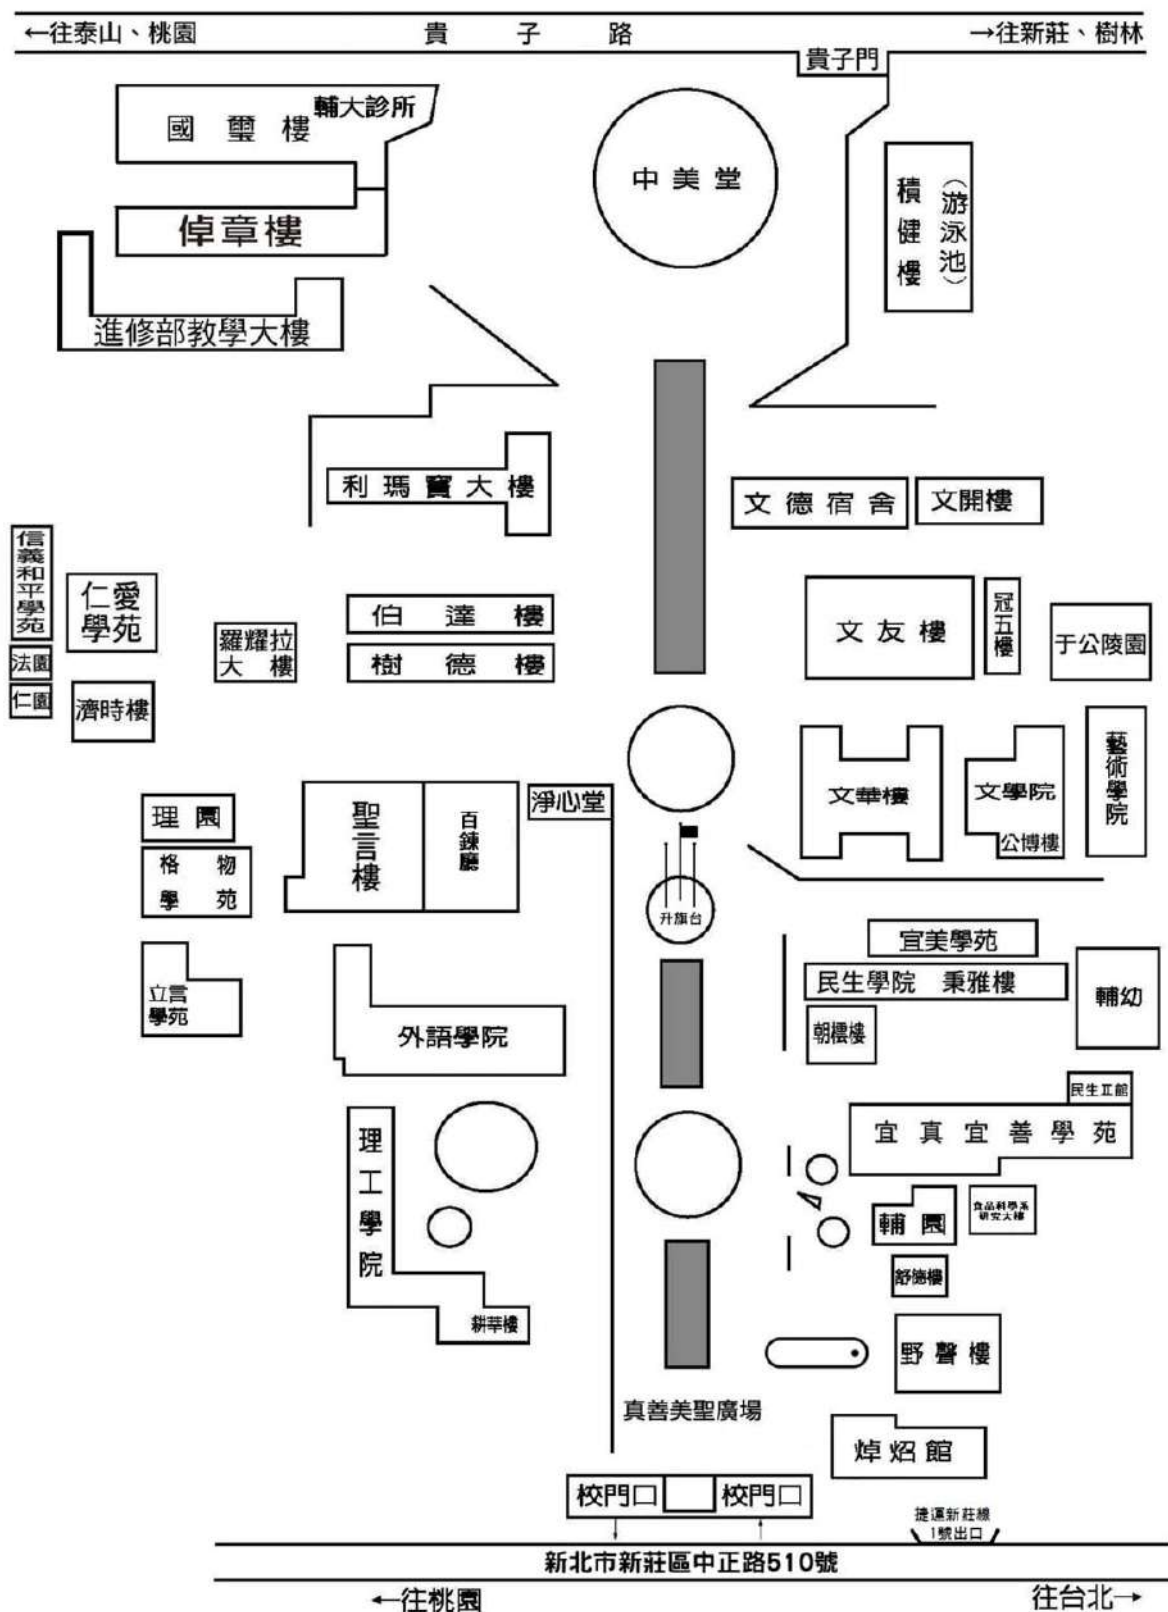 ←往泰山、桃園
貴子路
→往新莊、樹林
貴子門
輔大診所
國璽樓
中美堂
積健樓
(游泳池)
倬章樓
進修部教學大樓
利瑪竇大樓
文德宿舍
文開樓
信義和平學苑
仁愛
學苑
法園
仁園
濟時樓
羅耀拉
大樓
伯達樓
樹德樓
文友樓
冠五樓
于公陵園
藝術學院
文華樓
文學院
公博樓
理園
格物
學苑
聖言樓
百鍊廳
淨心堂
升旗台
立言
學苑
外語學院
宜美學苑
民生學院 秉雅樓
輔幼
朝橒樓
民生II館
宜真宜善學苑
理工學院
耕莘樓
輔園
食品科學系
研究大樓
舒德樓
野聲樓
真善美聖廣場
焯炤館
校門口
校門口
捷運新莊線
1號出口
新北市新莊區中正路510號
←往桃園
往台北→